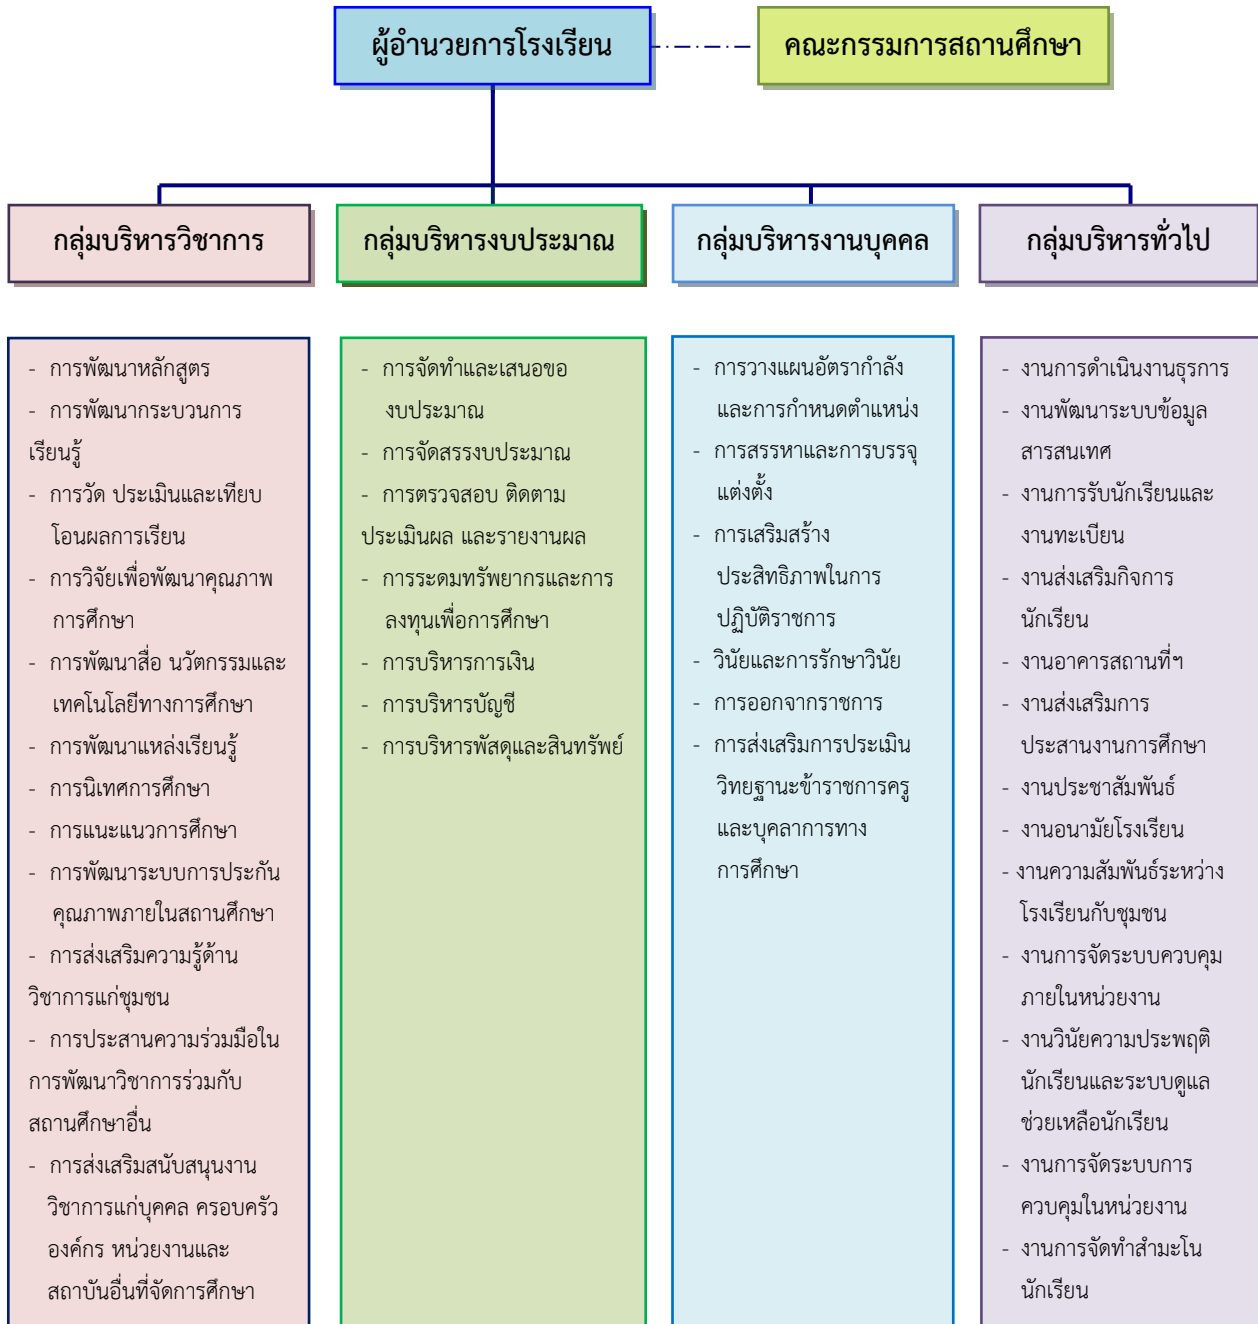 ผู้อำนวยการโรงเรียน
คณะกรรมการสถานศึกษา
กลุ่มบริหารวิชาการ
กลุ่มบริหารงบประมาณ
กลุ่มบริหารงานบุคคล
กลุ่มบริหารทั่วไป
- การพัฒนาหลักสูตร
- การพัฒนากระบวนการ
เรียนรู้
- การวัด ประเมินและเทียบ
โอนผลการเรียน
- การวิจัยเพื่อพัฒนาคุณภาพ
การศึกษา
- การพัฒนาสื่อ นวัตกรรมและ
เทคโนโลยีทางการศึกษา
- การพัฒนาแหล่งเรียนรู้
- การนิเทศการศึกษา
- การแนะแนวการศึกษา
- การพัฒนาระบบการประกัน
คุณภาพภายในสถานศึกษา
- การส่งเสริมความรู้ด้าน
วิชาการแก่ชุมชน
- การประสานความร่วมมือใน
การพัฒนาวิชาการร่วมกับ
สถานศึกษาอื่น
- การส่งเสริมสนับสนุนงาน
วิชาการแก่บุคคล ครอบครัว
องค์กร หน่วยงานและ
สถาบันอื่นที่จัดการศึกษา
- การจัดทำและเสนอขอ
งบประมาณ
- การจัดสรรงบประมาณ
- การตรวจสอบ ติดตาม
ประเมินผล และรายงานผล
- การระดมทรัพยากรและการ
ลงทุนเพื่อการศึกษา
- การบริหารการเงิน
- การบริหารบัญชี
- การบริหารพัสดุและสินทรัพย์
- การวางแผนอัตรากำลัง
และการกำหนดตำแหน่ง
- การสรรหาและการบรรจุ
แต่งตั้ง
- การเสริมสร้าง
ประสิทธิภาพในการ
ปฏิบัติราชการ
- วินัยและการรักษาวินัย
- การออกจากราชการ
- การส่งเสริมการประเมิน
วิทยฐานะข้าราชการครู
และบุคลาการทาง
การศึกษา
- งานการดำเนินงานธุรการ
- งานพัฒนาระบบข้อมูล
สารสนเทศ
- งานการรับนักเรียนและ
งานทะเบียน
- งานส่งเสริมกิจการ
นักเรียน
- งานอาคารสถานที่ฯ
- งานส่งเสริมการ
ประสานงานการศึกษา
- งานประชาสัมพันธ์
- งานอนามัยโรงเรียน
- งานความสัมพันธ์ระหว่าง
โรงเรียนกับชุมชน
- งานการจัดระบบควบคุม
ภายในหน่วยงาน
- งานวินัยความประพฤติ
นักเรียนและระบบดูแล
ช่วยเหลือนักเรียน
- งานการจัดระบบการ
ควบคุมในหน่วยงาน
- งานการจัดทำสำมะโน
นักเรียน